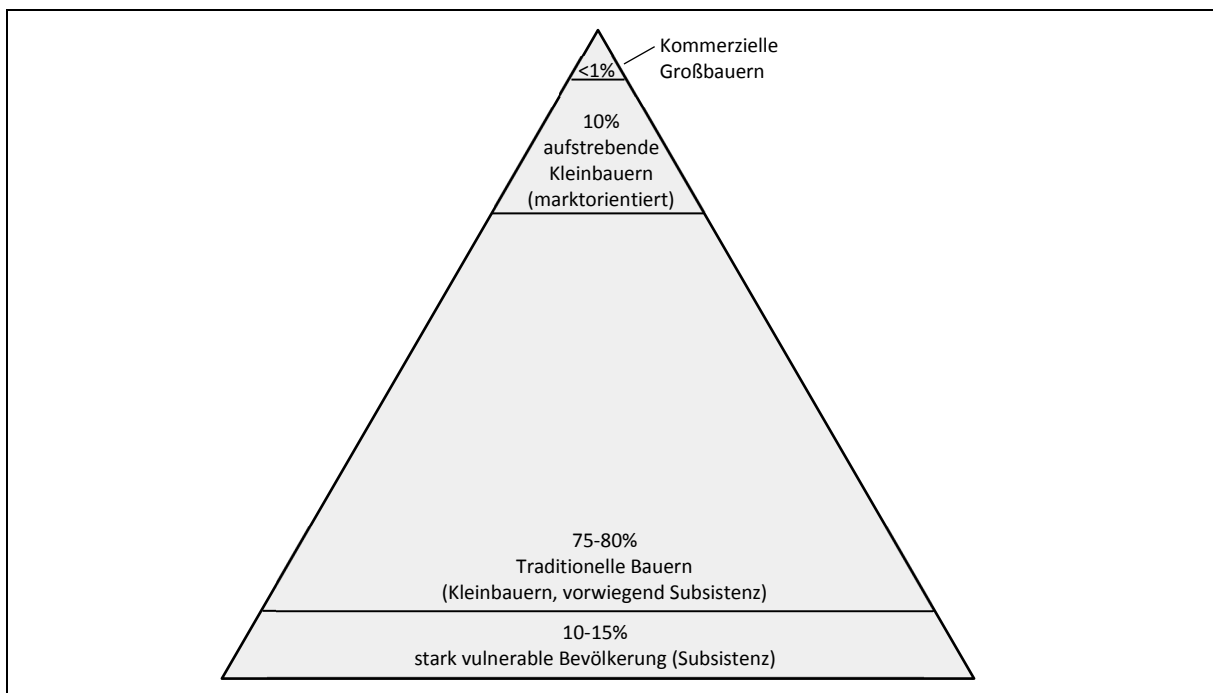 Kommerzielle
Großbauern
<1%
10%
aufstrebende
Kleinbauern
(marktorientiert)
75-80%
Traditionelle Bauern
(Kleinbauern, vorwiegend Subsistenz)
10-15%
stark vulnerable Bevölkerung (Subsistenz)